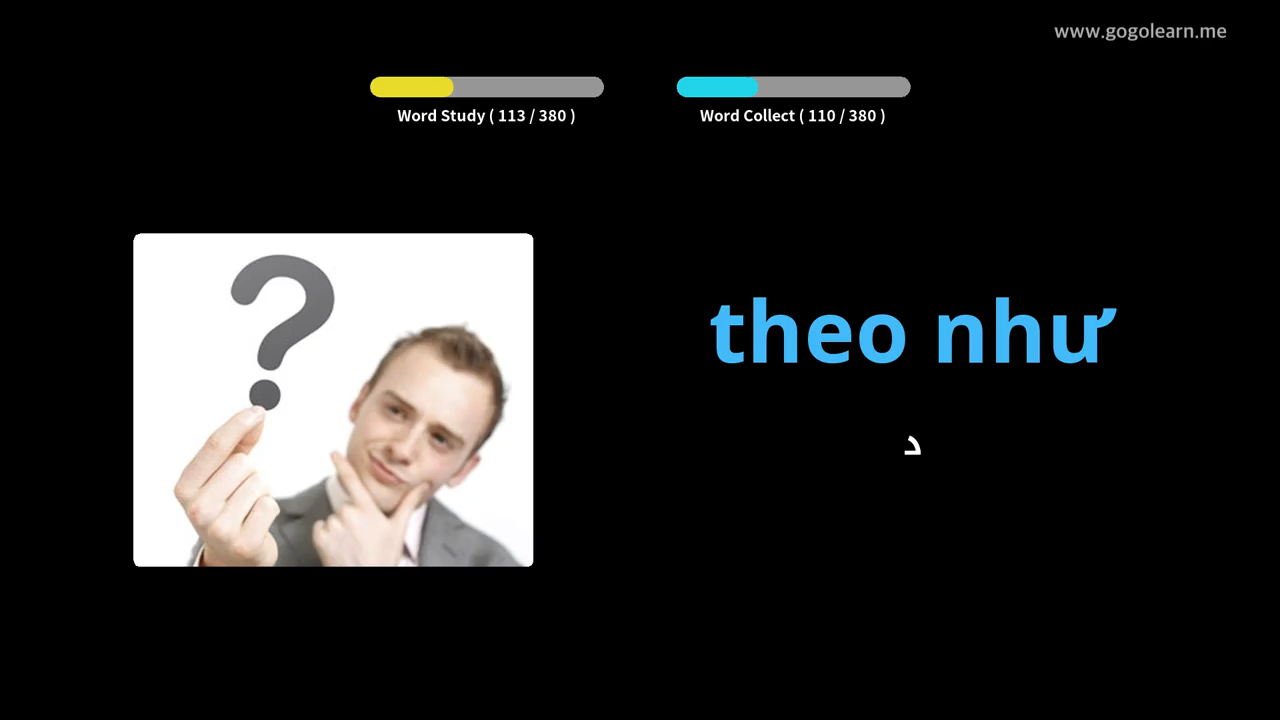 www.gogolearn.me
Word Study ( 113 / 380 )
Word Collect ( 110 / 380 )
?
theo như
د